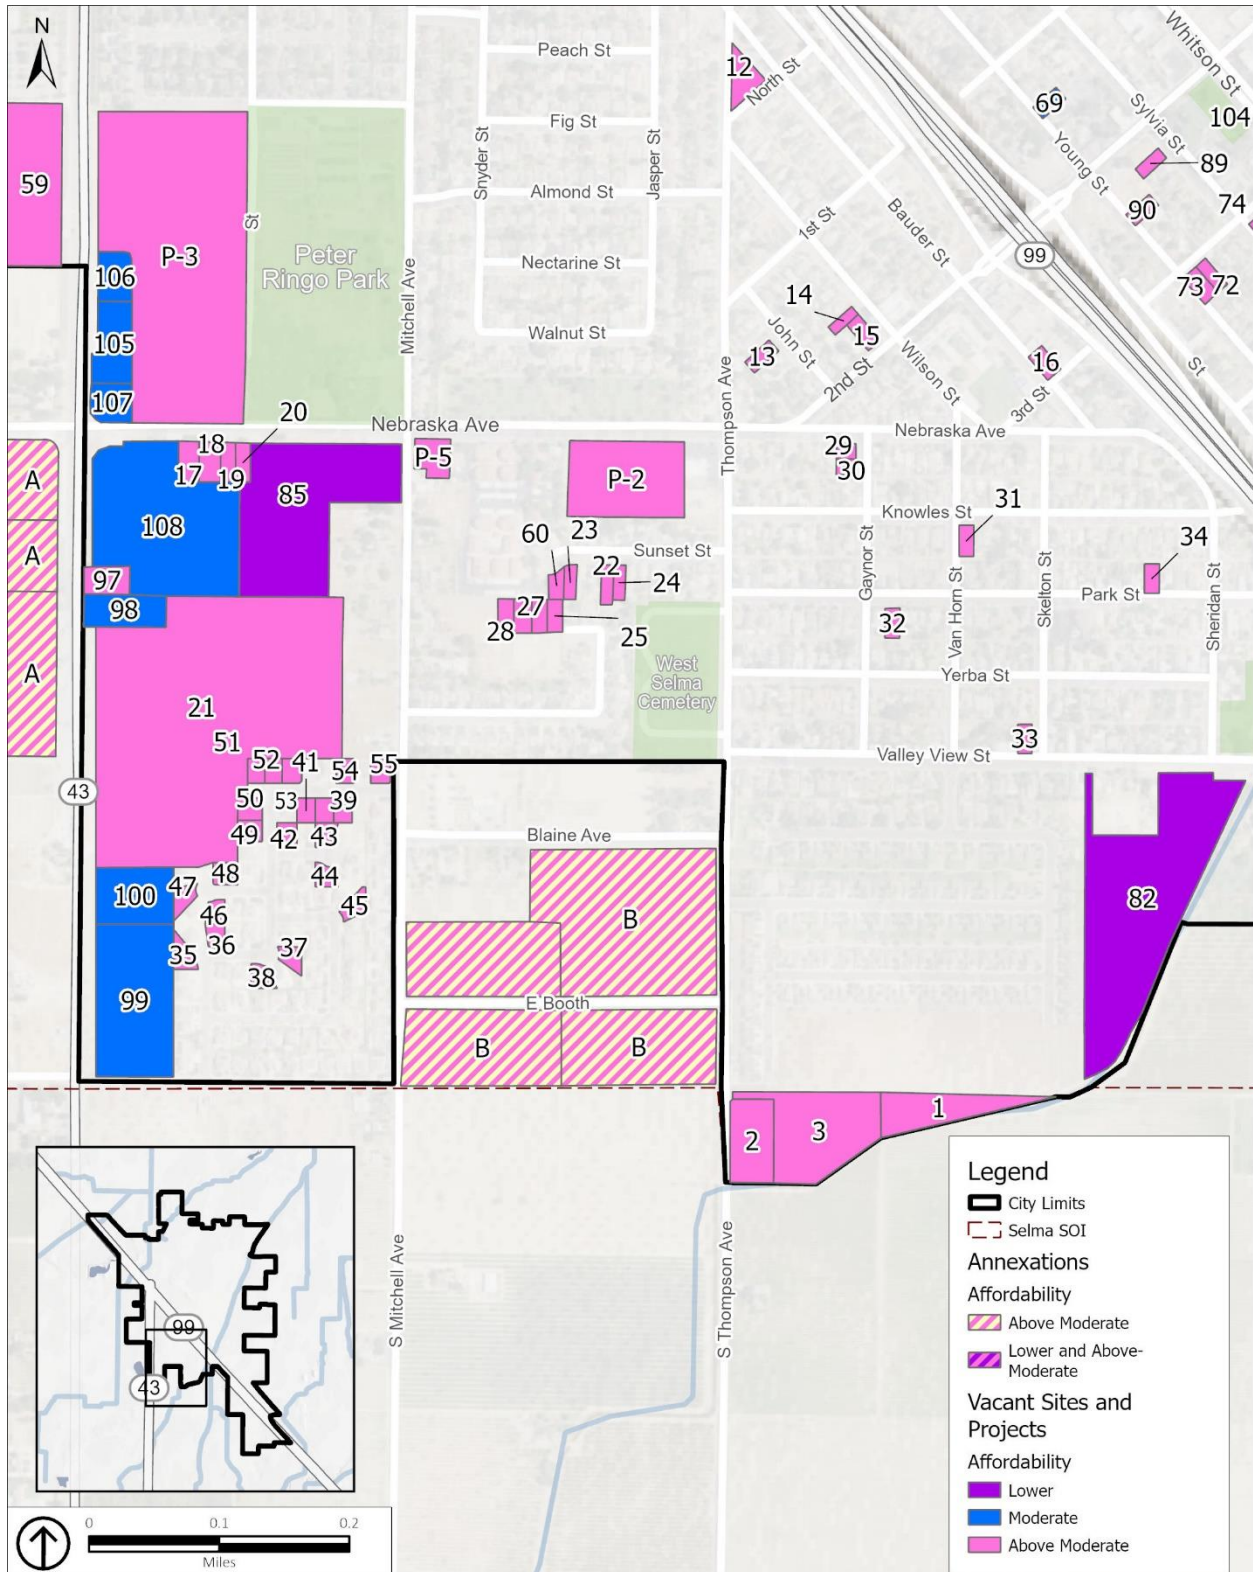 N
Peach St
Whitson St
12
North St
69
Sylvia St
104
59
Snyder St
Fig St
Jasper St
Young St
89
Almond St
90
74
St
Bauder St
1st St
Peter
Ringo Park
P-3
99
Nectarine St
106
73
72
Mitchell Ave
14
105
Walnut St
15
John St
13
16
Thompson Ave
2nd St
Wilson St
St
3rd St
107
20
Nebraska Ave
Nebraska Ave
18
P-5
29
A
17
19
P-2
30
85
31
Knowles St
108
60
23
Sunset St
34
A
22
24
Gaynor St
Van Horn St
Skelton St
Park St
Sheridan St
97
98
27
28
25
32
West
Selma
Cemetery
A
Yerba St
21
51
33
Valley View St
52
41
54
55
43
50
53
39
49
42
43
Blaine Ave
48
44
100
47
45
B
82
46
36
35
37
38
99
E Booth
B
B
1
2
3
Legend
City Limits
Selma SOI
Annexations
Affordability
Above Moderate
Lower and Above-
Moderate
Vacant Sites and
Projects
Affordability
Lower
Moderate
Above Moderate
S Mitchell Ave
S Thompson Ave
99
43
0
0.1
0.2
Miles